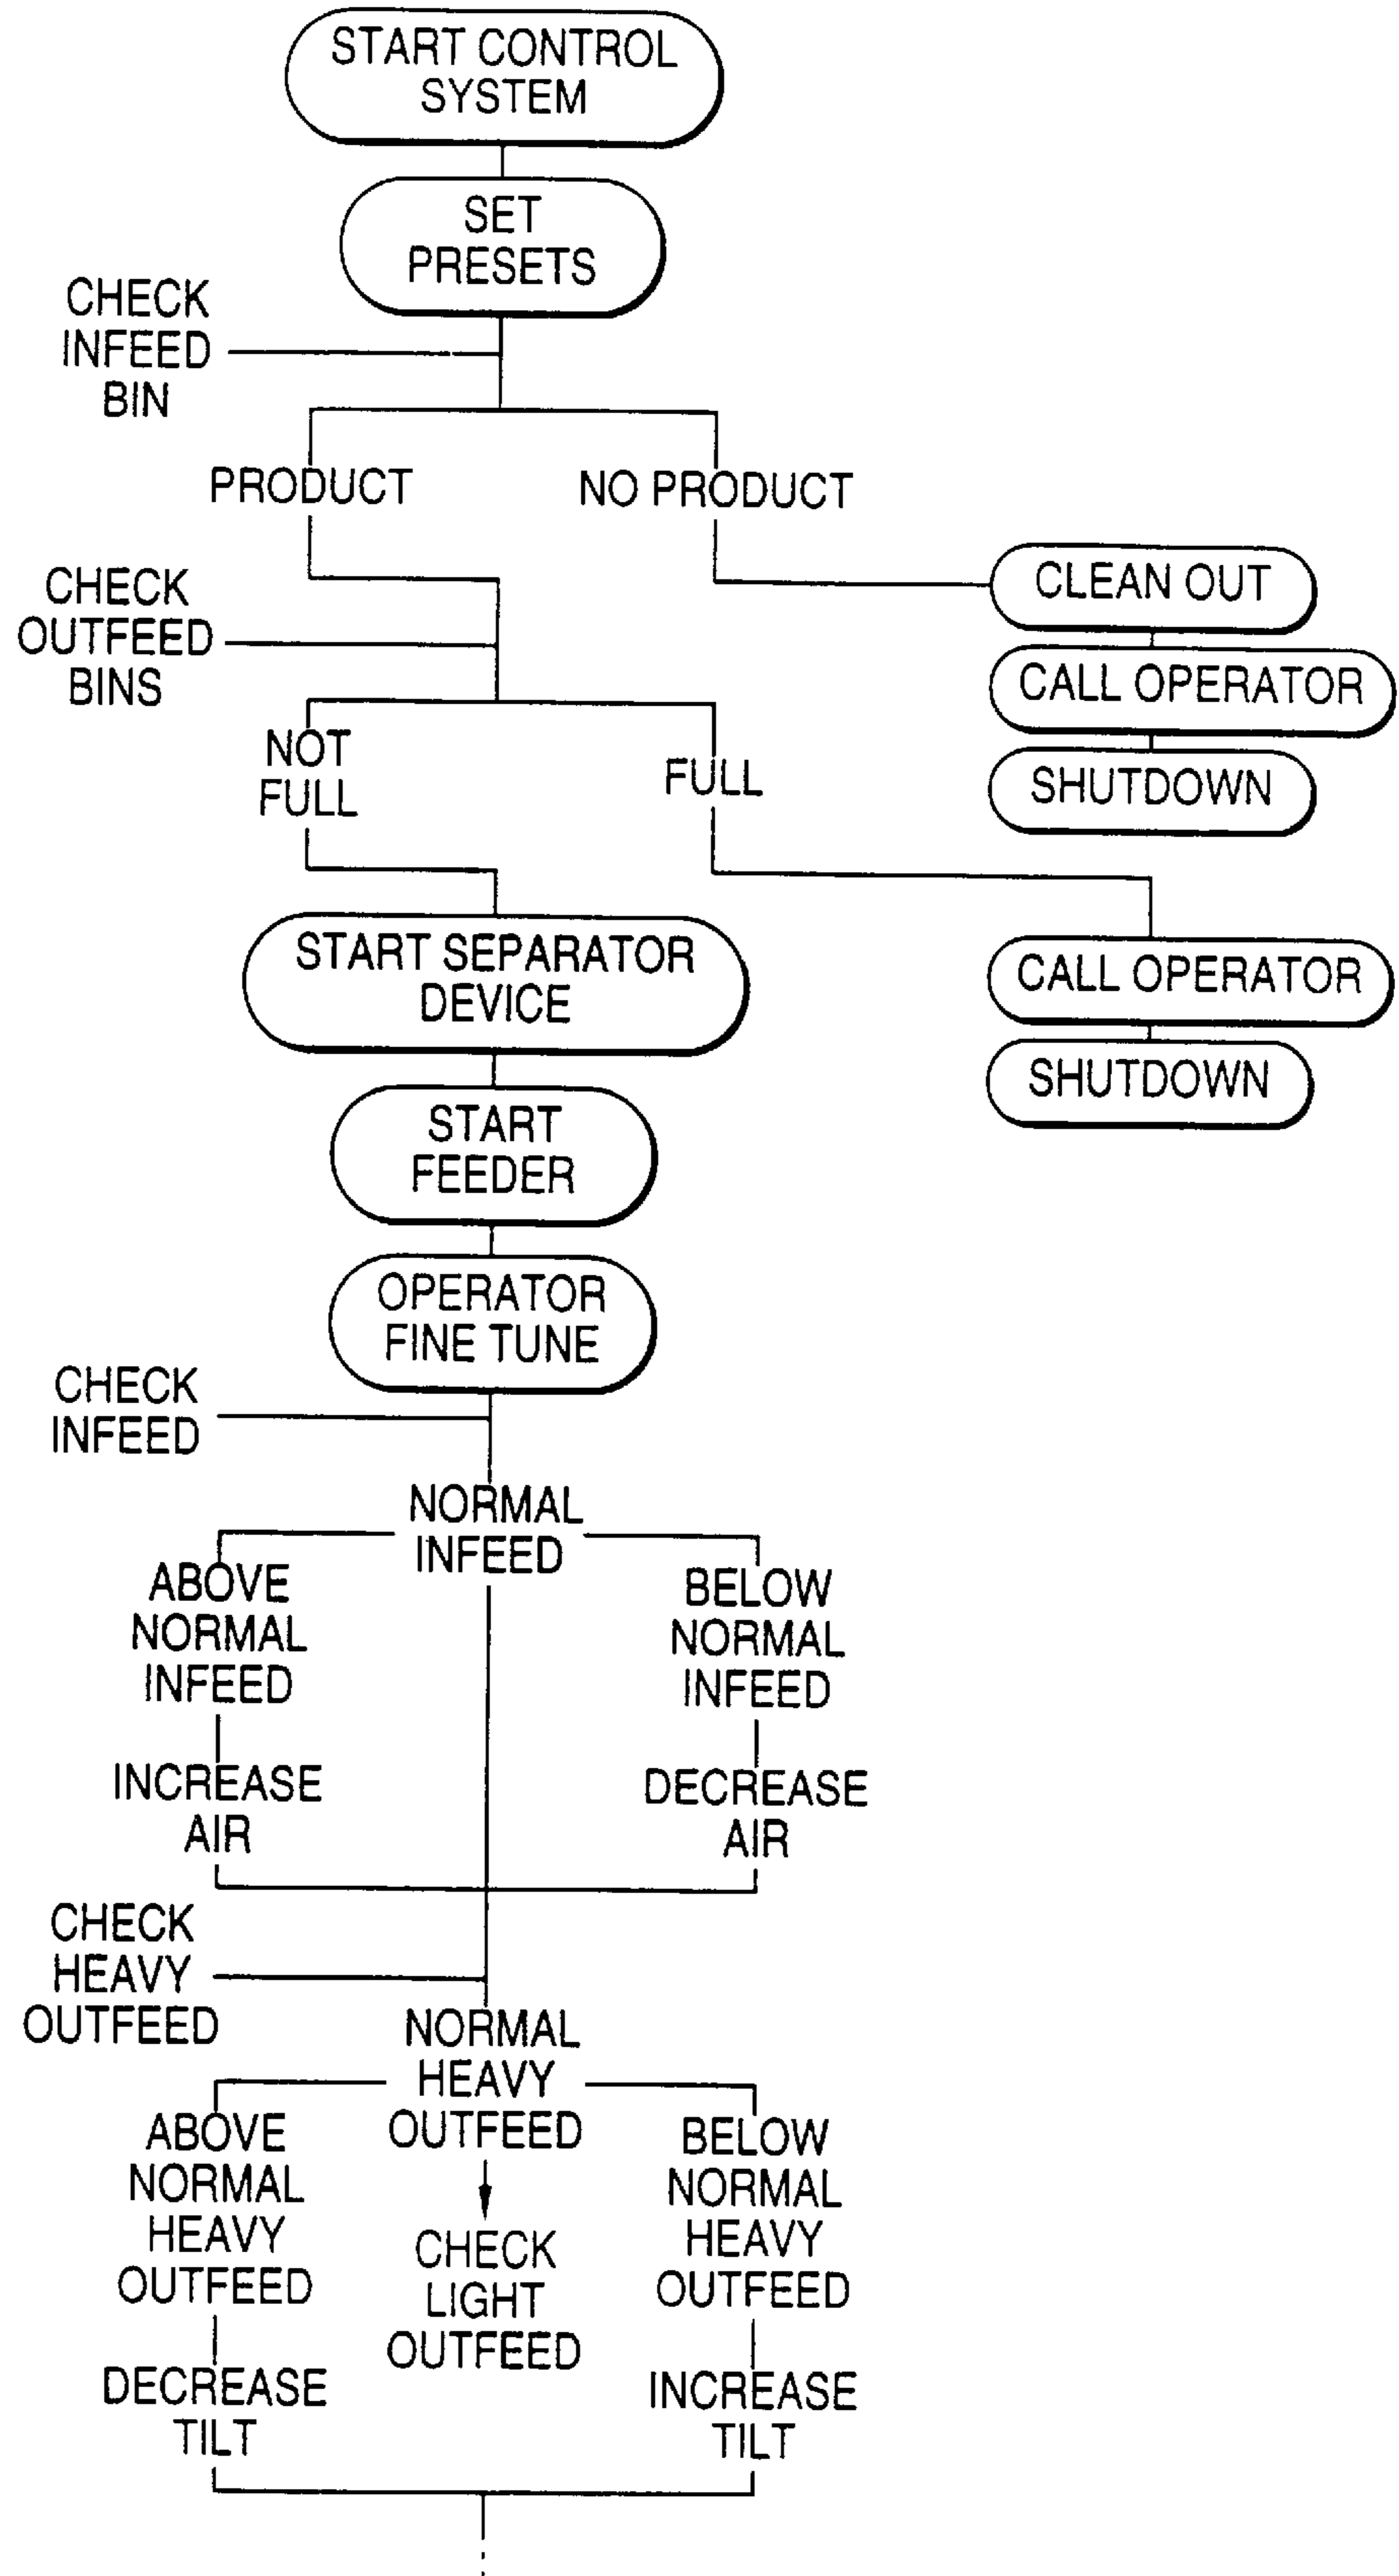 START CONTROL
SYSTEM
SET
PRESETS
CHECK
INFEED
BIN
PRODUCT
NO PRODUCT
CHECK
OUTFEED
BINS
CLEAN OUT
CALL OPERATOR
SHUTDOWN
NOT
FULL
FULL
START SEPARATOR
DEVICE
CALL OPERATOR
SHUTDOWN
START
FEEDER
OPERATOR
FINE TUNE
CHECK
INFEED
NORMAL
INFEED
ABOVE
NORMAL
INFEED
BELOW
NORMAL
INFEED
INCREASE
AIR
DECREASE
AIR
CHECK
HEAVY
OUTFEED
NORMAL
HEAVY
OUTFEED
ABOVE
NORMAL
HEAVY
OUTFEED
CHECK
LIGHT
OUTFEED
BELOW
NORMAL
HEAVY
OUTFEED
DECREASE
TILT
INCREASE
TILT